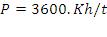 P = 3600.Kh/t